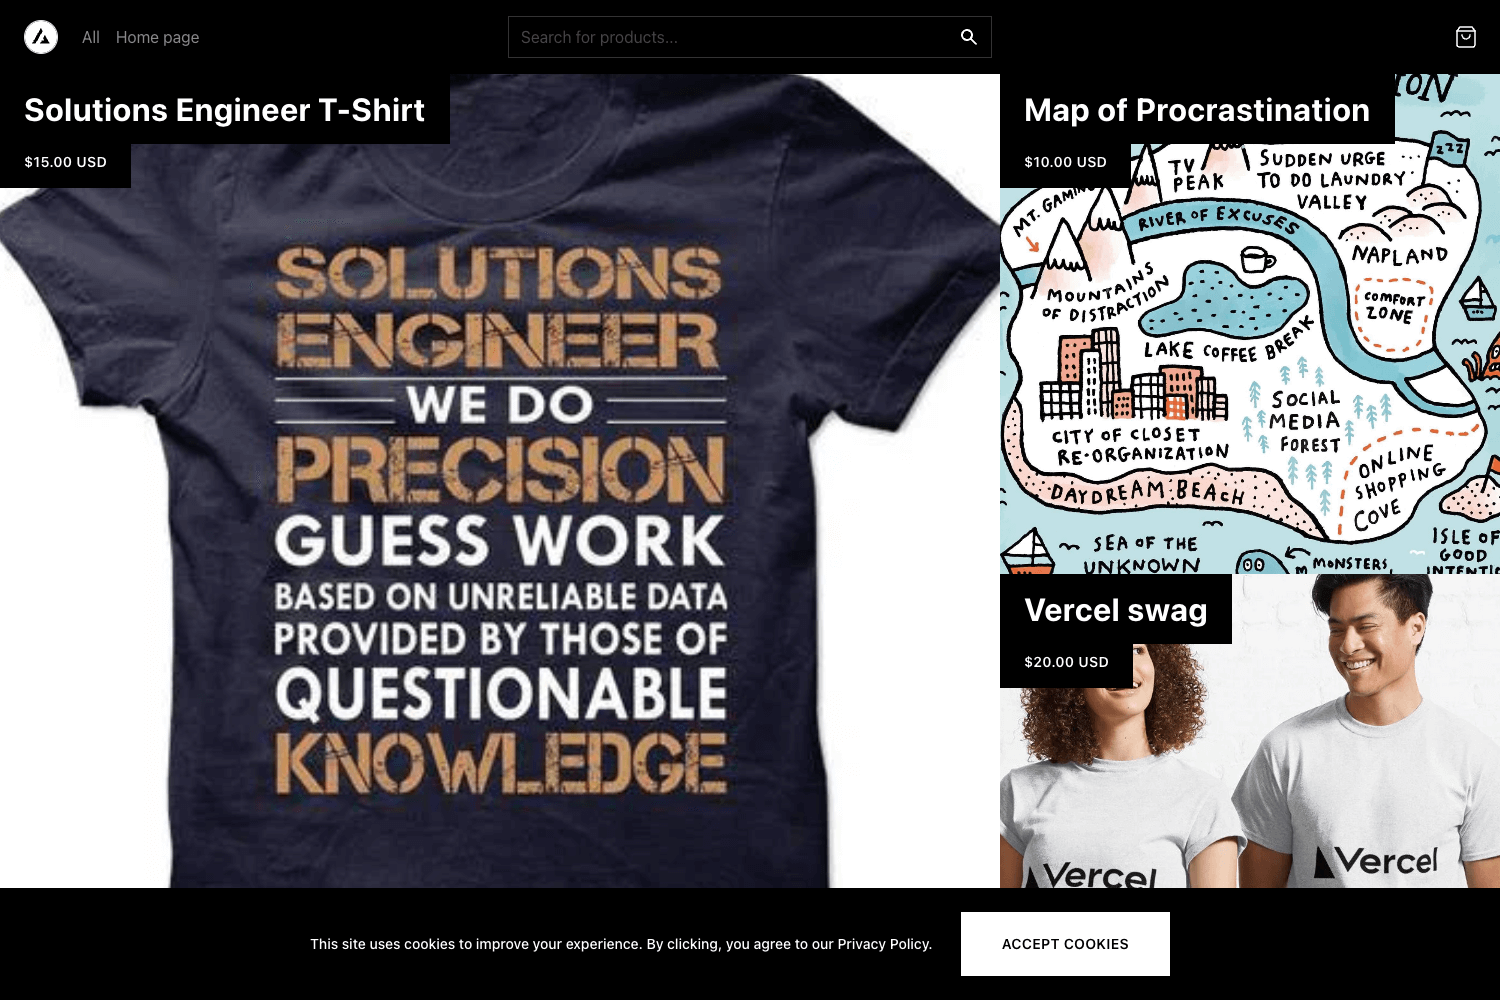 All
Home page
Search for products...
Solutions Engineer T-Shirt
$15.00 USD
SOLUTIONS
ENGINEER
WE DO
PRECISION
GUESS WORK
BASED ON UNRELIABLE DATA
PROVIDED BY THOSE OF
QUESTIONABLE
KNOWLEDGE
Map of Procrastination
$10.00 USD
TV
PEAK
SUDDEN URGE
TO DO LAUNDRY
VALLEY
ZZZ
MT. GAMING
RIVER OF EXCUSES
NAPLAND
COMFORT
ZONE
MOUNTAINS
OF DISTRACTION
LAKE COFFEE BREAK
SOCIAL
MEDIA
FOREST
CITY OF CLOSET
RE-ORGANIZATION
ONLINE
SHOPPING
COVE
DAYDREAM BEACH
SEA OF THE
UNKNOWN
MONSTERS,
ISLE OF
GOOD
Vercel swag
$20.00 USD
Vercel
Vercel
This site uses cookies to improve your experience. By clicking, you agree to our Privacy Policy.
ACCEPT COOKIES